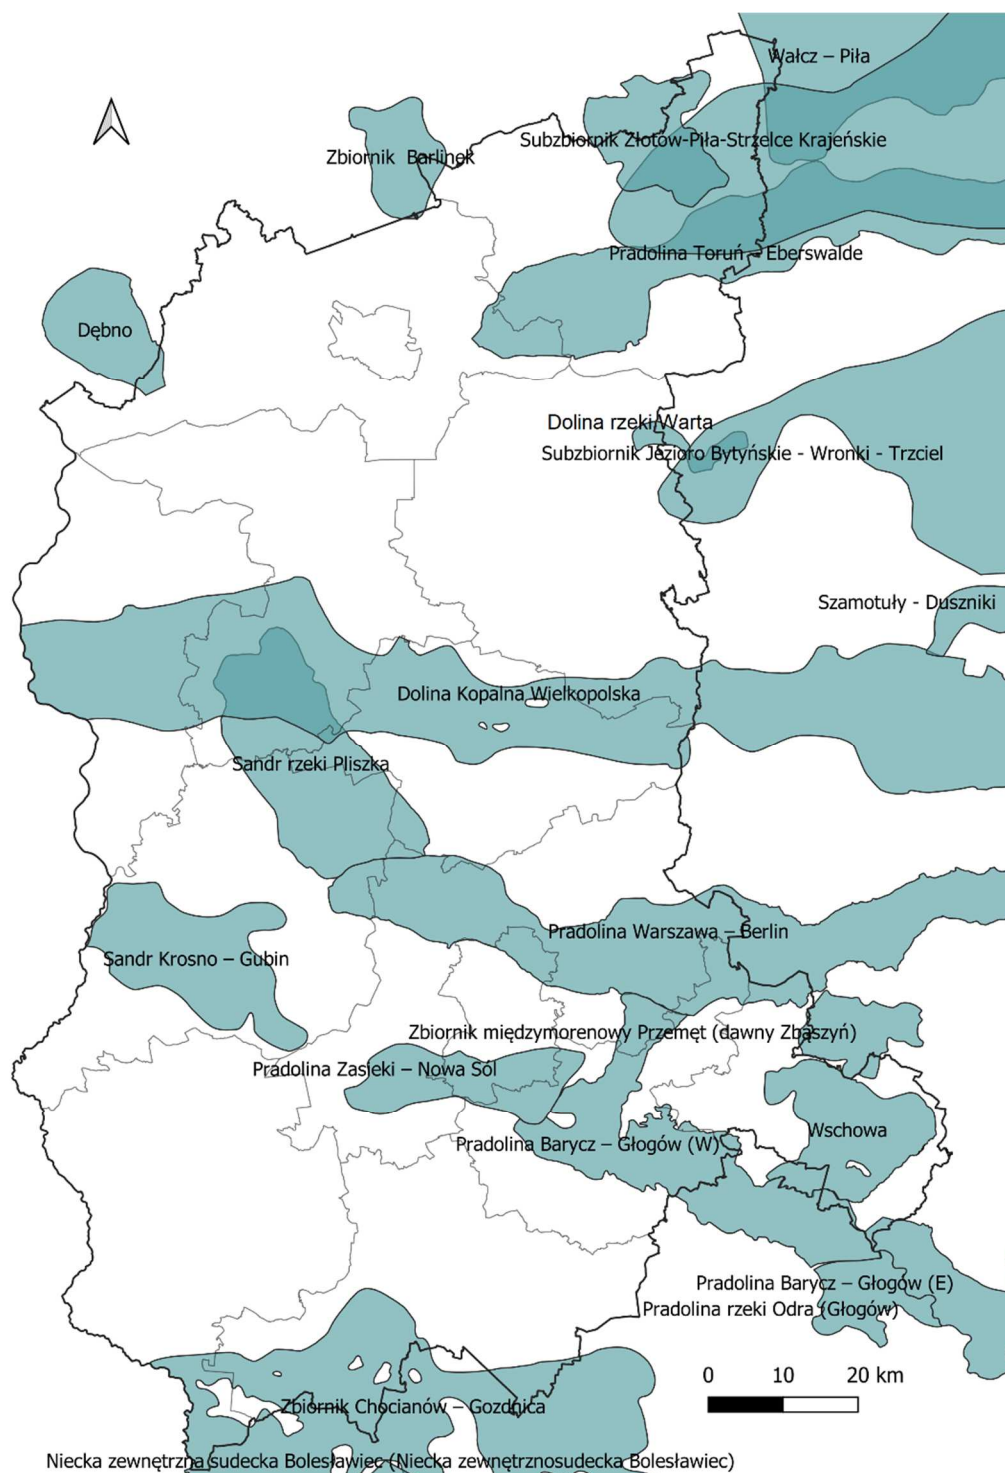 Wałcz – Piła
Subzbiornik Złotów-Piła-Strzelce Krajeńskie
Zbiornik Barlinek
Pradolina Toruń – Eberswalde
Dębno
Dolina rzeki Warta
Subzbiornik Jezioro Bytyńskie - Wronki - Trzciel
Szamotuły - Duszniki
Dolina Kopalna Wielkopolska
Sandr rzeki Pliszka
Pradolina Warszawa – Berlin
Sandr Krosno – Gubin
Zbiornik międzymorenowy Przemęt (dawny Zbąszyń)
Pradolina Zasieki – Nowa Sól
Wschowa
Pradolina Barycz – Głogów (W)
Pradolina Barycz – Głogów (E)
Pradolina rzeki Odra (Głogów)
0 10 20 km
Zbiornik Chocianów – Gozdnica
Niecka zewnętrzna sudecka Bolesławiec (Niecka zewnętrznosudecka Bolesławiec)